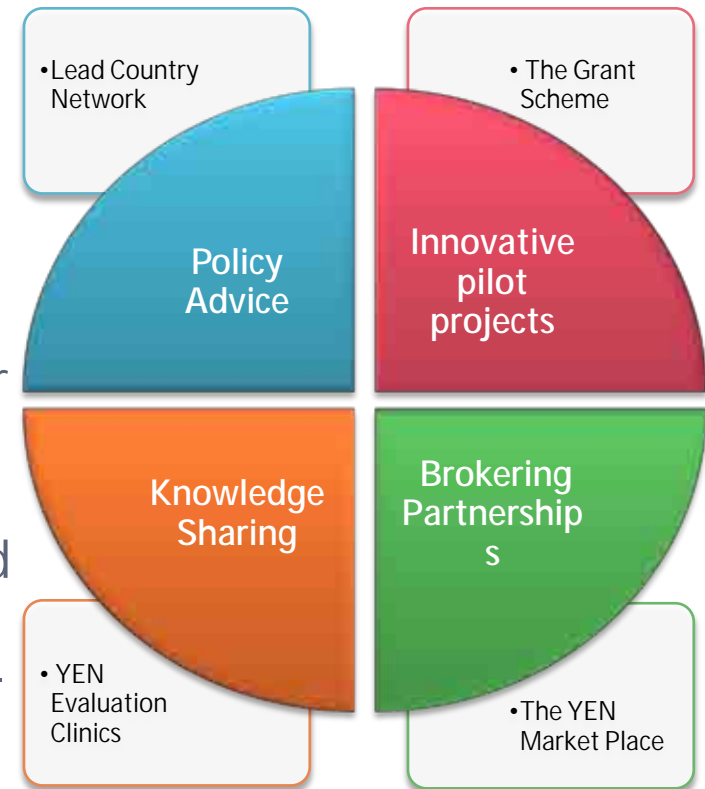 •Lead Country
Network
• The Grant
Scheme
Policy
Advice
Innovative
pilot
projects
r
Knowledge
Sharing
Brokering
Partnership
s
d
• YEN
Evaluation
Clinics
•The YEN
Market Place